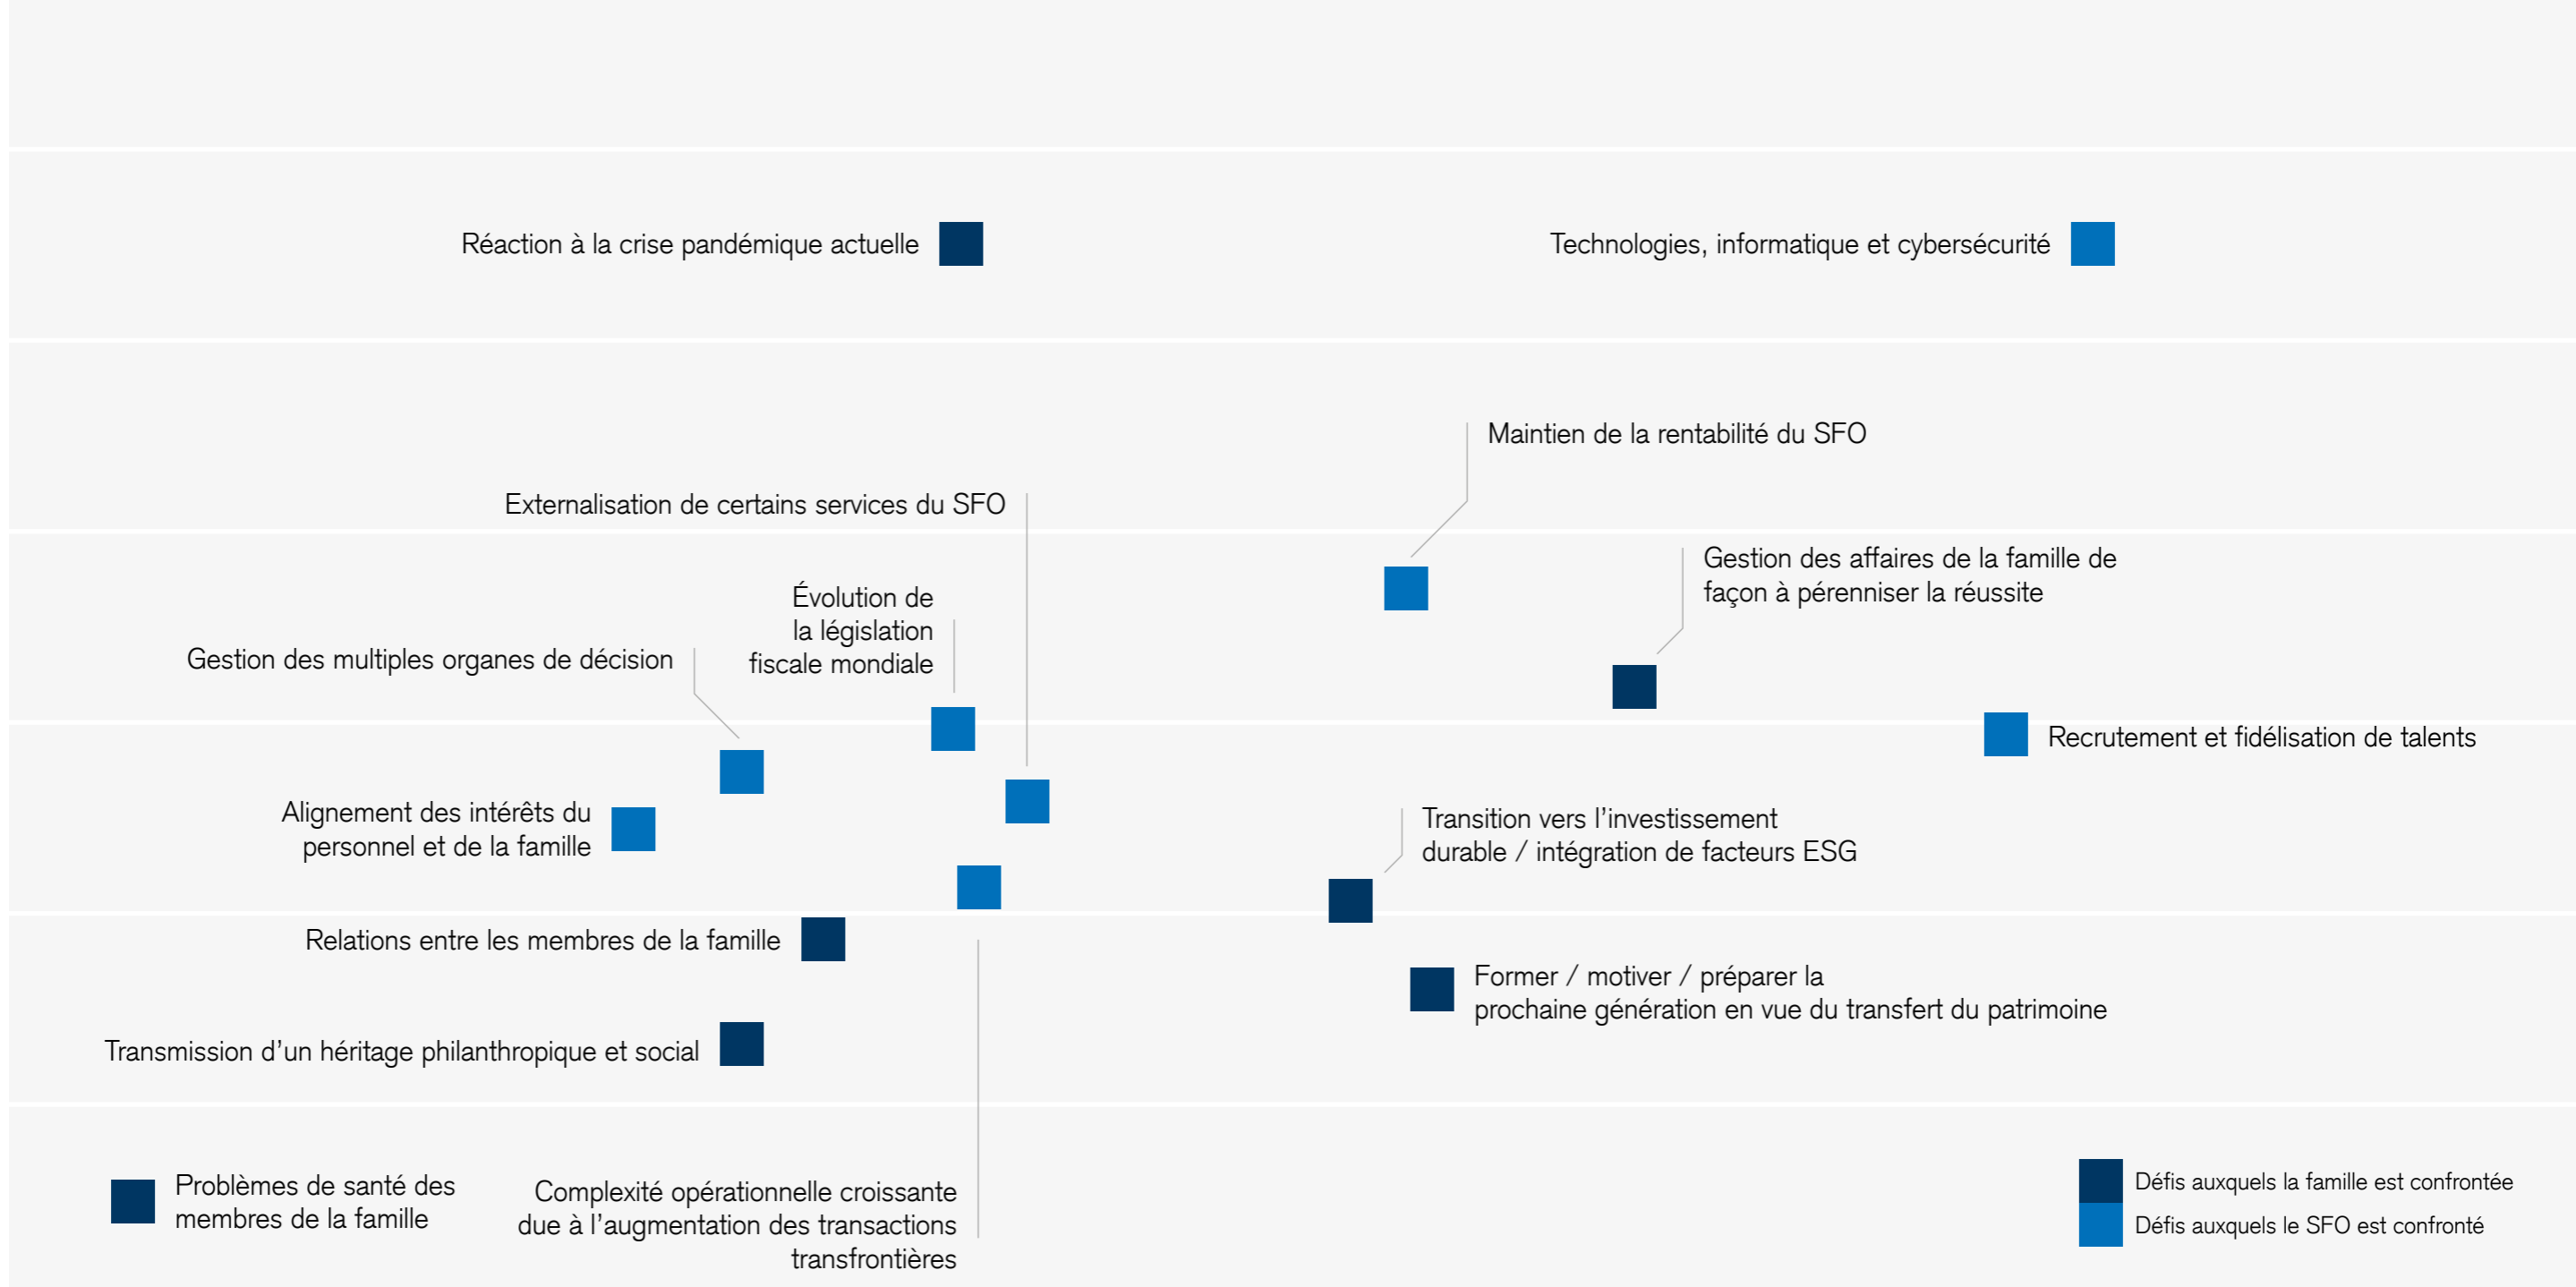 Réaction à la crise pandémique actuelle
Technologies, informatique et cybersécurité
Maintien de la rentabilité du SFO
Externalisation de certains services du SFO
Gestion des affaires de la famille de
façon à pérenniser la réussite
Évolution de
la législation
fiscale mondiale
Gestion des multiples organes de décision
Recrutement et fidélisation de talents
Alignement des intérêts du
personnel et de la famille
Transition vers l’investissement
durable / intégration de facteurs ESG
Relations entre les membres de la famille
Former / motiver / préparer la
prochaine génération en vue du transfert du patrimoine
Transmission d’un héritage philanthropique et social
Problèmes de santé des
membres de la famille
Complexité opérationnelle croissante
due à l’augmentation des transactions
transfrontières
Défis auxquels la famille est confrontée
Défis auxquels le SFO est confronté